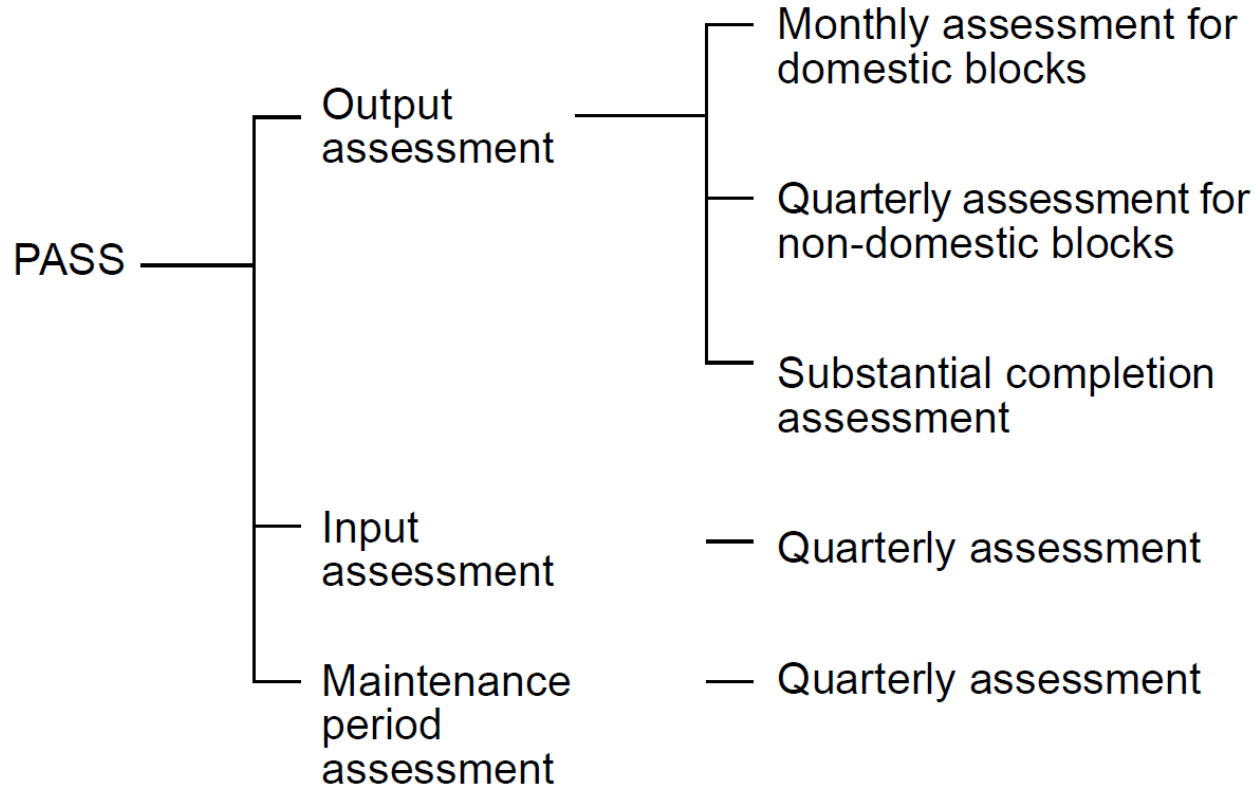 PASS
Output
assessment
Monthly assessment for
domestic blocks
Quarterly assessment for
non-domestic blocks
Substantial completion
assessment
Input
assessment
Quarterly assessment
Maintenance
period
assessment
Quarterly assessment